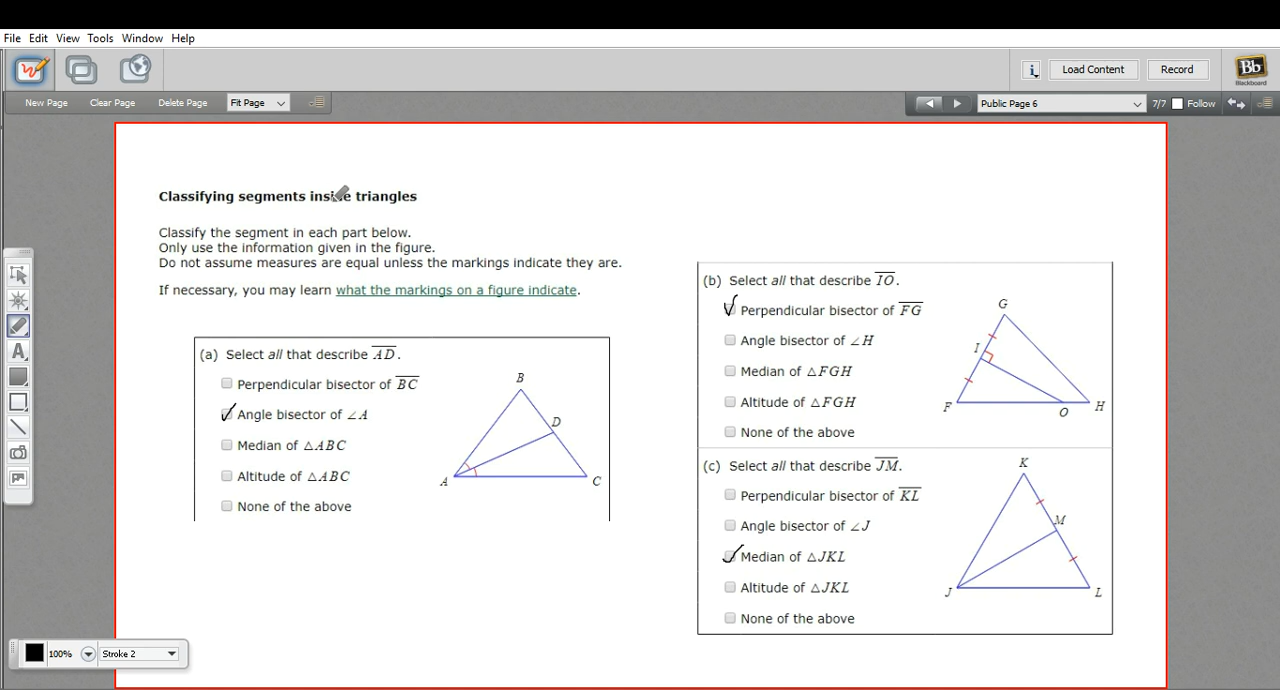 File Edit View Tools Window Help
i Load Content Record Bb
Blackboard
New Page Clear Page Delete Page Fit Page Public Page 6 7/7 Follow
Classifying segments inside triangles
Classify the segment in each part below.
Only use the information given in the figure.
Do not assume measures are equal unless the markings indicate they are.
If necessary, you may learn what the markings on a figure indicate.
(a) Select all that describe AD.
Perpendicular bisector of BC
Angle bisector of ∠A
Median of △ABC
Altitude of △ABC
None of the above
B
D
A
C
(b) Select all that describe IO.
Perpendicular bisector of FG
Angle bisector of ∠H
Median of △FGH
Altitude of △FGH
None of the above
G
I
F
O
H
(c) Select all that describe JM.
Perpendicular bisector of KL
Angle bisector of ∠J
Median of △JKL
Altitude of △JKL
None of the above
K
M
J
L
A
100% Stroke 2